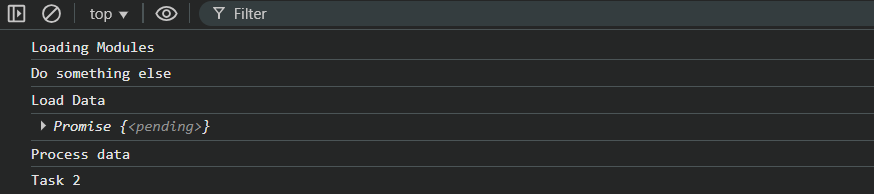 top
Filter
Loading Modules
Do something else
Load Data
Promise {<pending>}
Process data
Task 2